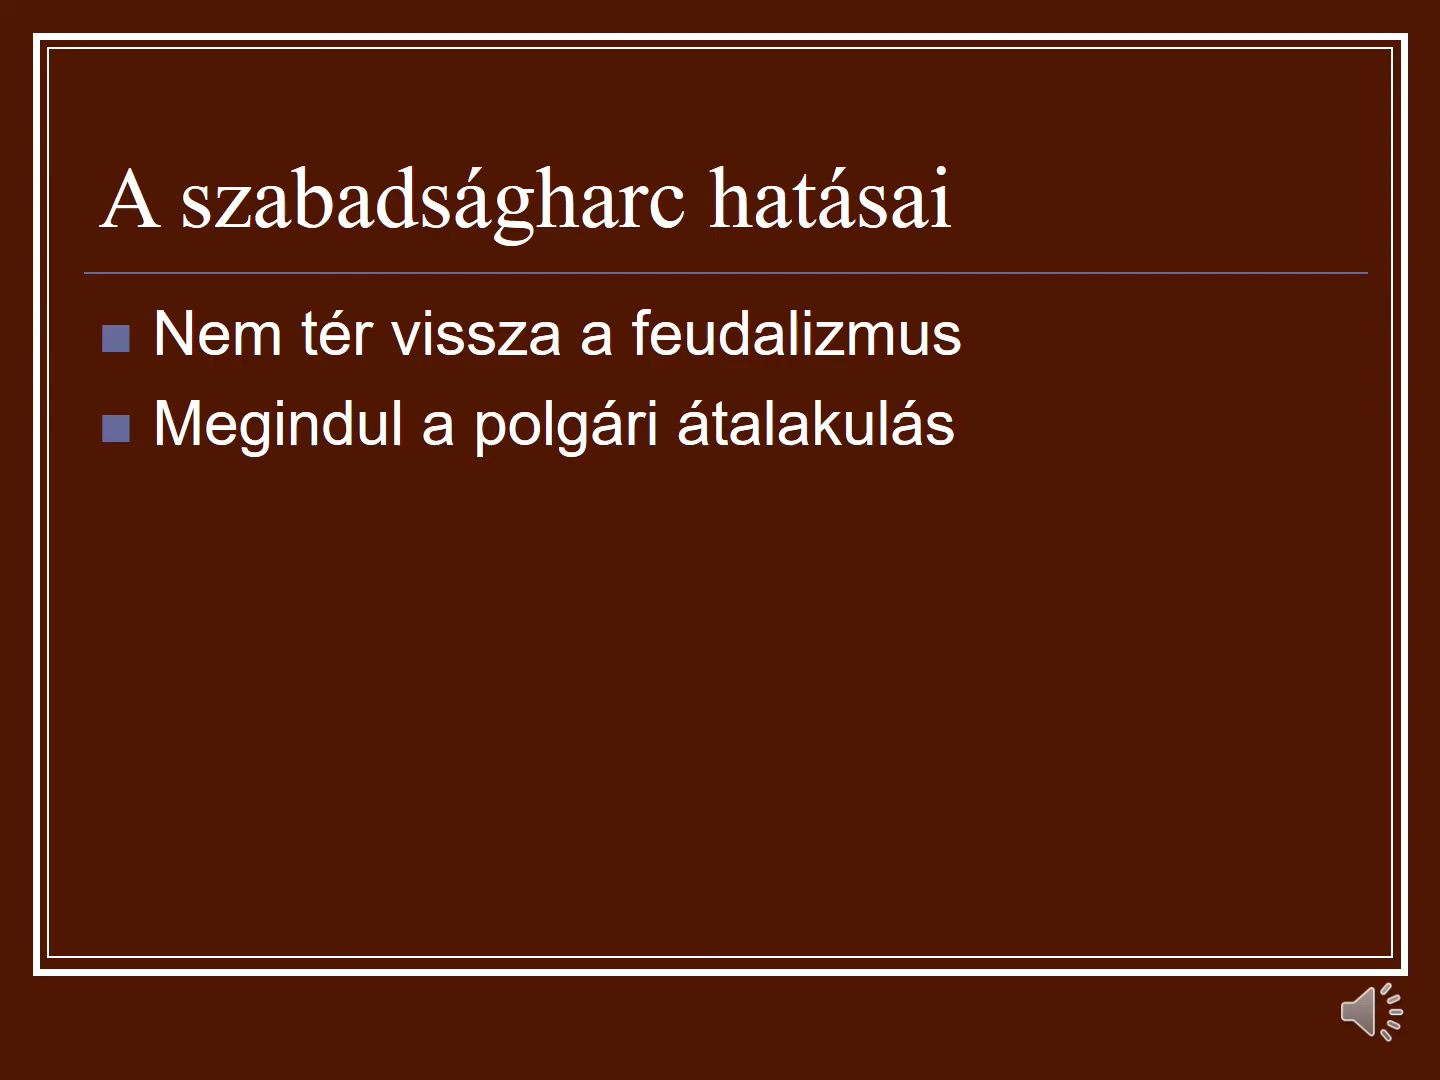 A szabadságharc hatásai
Nem tér vissza a feudalizmus
Megindul a polgári átalakulás